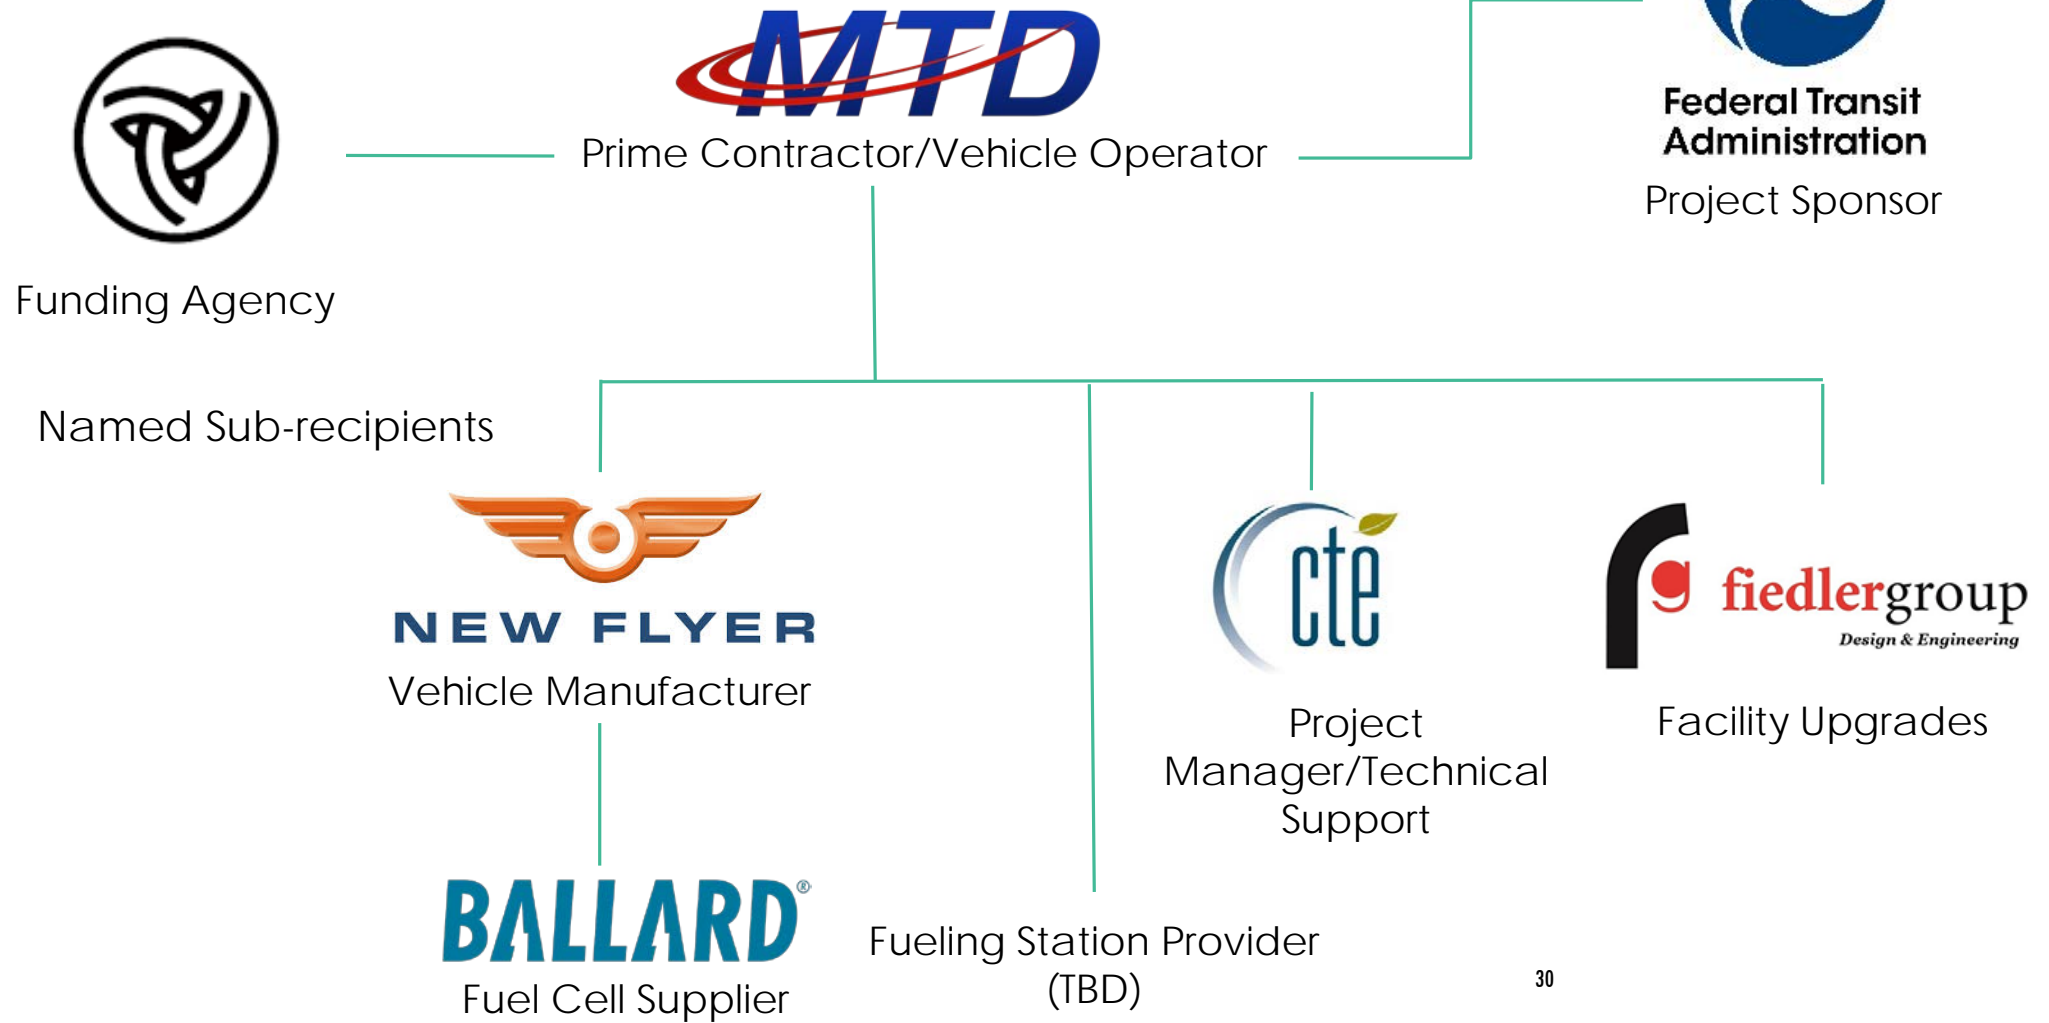 MTD
Prime Contractor/Vehicle Operator
Federal Transit
Administration
Project Sponsor
Funding Agency
Named Sub-recipients
NEW FLYER
Vehicle Manufacturer
cte
Project
Manager/Technical
Support
fg
fiedlergroup
Design & Engineering
Facility Upgrades
BALLARD®
Fuel Cell Supplier
Fueling Station Provider
(TBD)
30